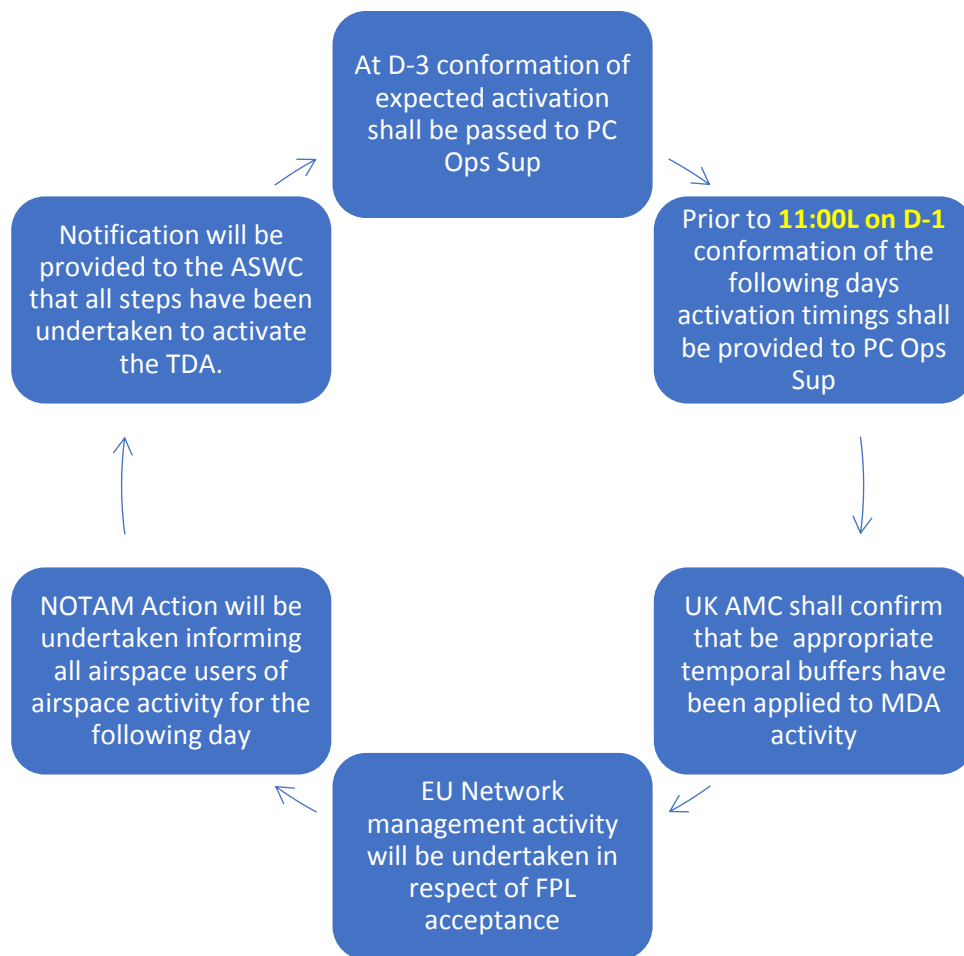 At D-3 conformation of
expected activation
shall be passed to PC
Ops Sup
Prior to 11:00L on D-1
conformation of the
following days
activation timings shall
be provided to PC Ops
Sup
UK AMC shall confirm
that be  appropriate
temporal buffers have
been applied to MDA
activity
EU Network
management activity
will be undertaken in
respect of FPL
acceptance
NOTAM Action will be
undertaken informing
all airspace users of
airspace activity for the
following day
Notification will be
provided to the ASWC
that all steps have been
undertaken to activate
the TDA.